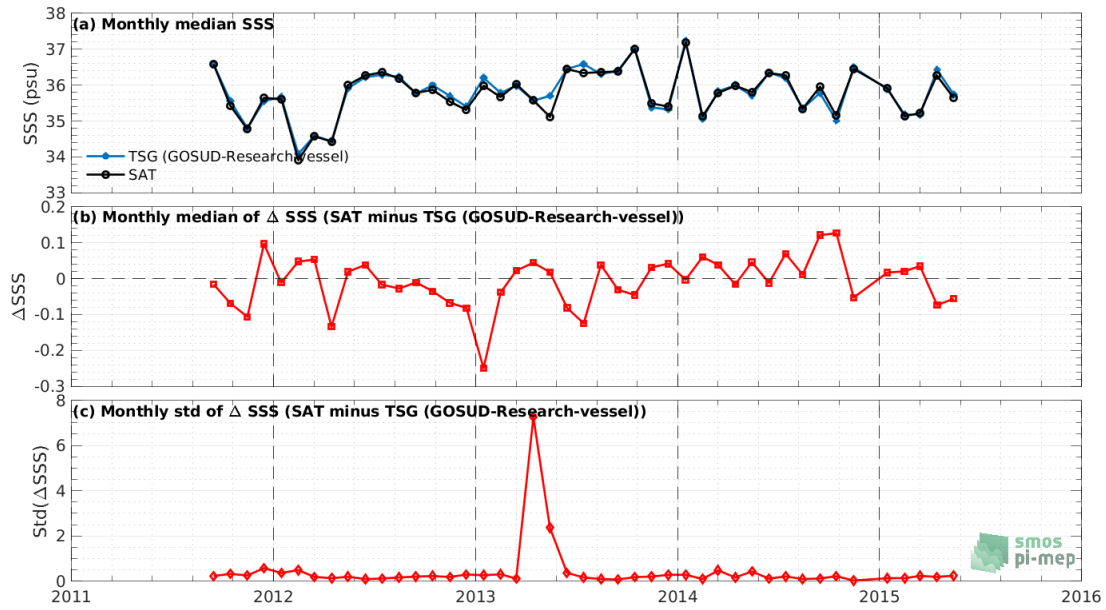 (a) Monthly median SSS
38
37
36
35
34
33
SSS (psu)
TSG (GOSUD-Research-vessel)
SAT
(b) Monthly median of Δ SSS (SAT minus TSG (GOSUD-Research-vessel))
0.2
0.1
0
-0.1
-0.2
-0.3
ΔSSS
(c) Monthly std of Δ SSS (SAT minus TSG (GOSUD-Research-vessel))
8
6
4
2
0
Std(ΔSSS)
2011 2012 2013 2014 2015 2016
smos
pi-mep